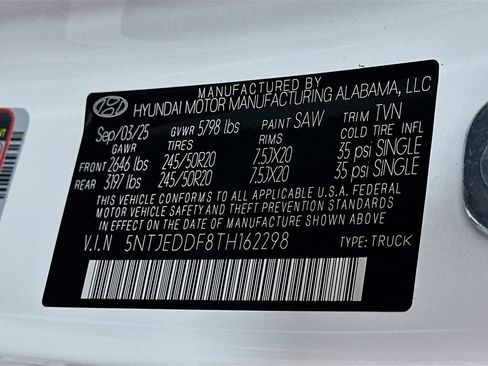 MANUFACTURED BY
HYUNDAI MOTOR MANUFACTURING ALABAMA, LLC
Sep/03/25 GVWR 5798 lbs PAINT SAW TRIM TVN
GAWR TIRES RIMS COLD TIRE INFL
FRONT 2646 lbs 245/50R20 7.5JX20 35 psi SINGLE
REAR 3197 lbs 245/50R20 7.5JX20 35 psi SINGLE
THIS VEHICLE CONFORMS TO ALL APPLICABLE U.S.A. FEDERAL
MOTOR VEHICLE SAFETY AND THEFT PREVENTION STANDARDS
IN EFFECT ON THE DATE OF MANUFACTURE SHOWN ABOVE.
V.I.N 5NTJEDDF8TH162298 TYPE: TRUCK